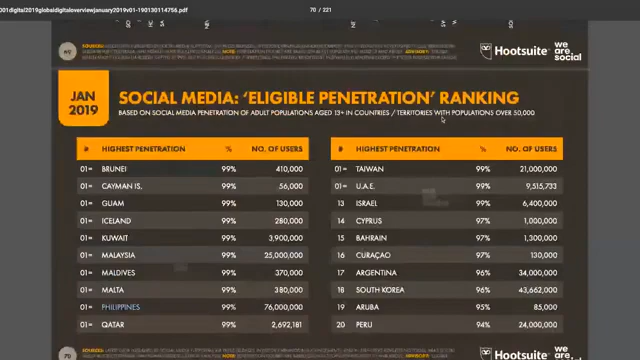 001digital/2019globaldigitaloverviewjanuary2019v01-190130114756.pdf
70 / 221
Hootsuite
we are social
JAN 2019
SOCIAL MEDIA: 'ELIGIBLE PENETRATION' RANKING
BASED ON SOCIAL MEDIA PENETRATION OF ADULT POPULATIONS AGED 13+ IN COUNTRIES / TERRITORIES WITH POPULATIONS OVER 50,000
# HIGHEST PENETRATION % NO. OF USERS
01= BRUNEI 99% 410,000
01= CAYMAN IS. 99% 56,000
01= GUAM 99% 130,000
01= ICELAND 99% 280,000
01= KUWAIT 99% 3,900,000
01= MALAYSIA 99% 25,000,000
01= MALDIVES 99% 370,000
01= MALTA 99% 380,000
01= PHILIPPINES 99% 76,000,000
01= QATAR 99% 2,692,181
# HIGHEST PENETRATION % NO. OF USERS
01= TAIWAN 99% 21,000,000
01= U.A.E. 99% 9,515,733
13 ISRAEL 99% 6,400,000
14 CYPRUS 97% 1,000,000
15 BAHRAIN 97% 1,300,000
16 CURAÇAO 97% 130,000
17 ARGENTINA 96% 34,000,000
18 SOUTH KOREA 96% 43,662,000
19 ARUBA 95% 85,000
20 PERU 94% 24,000,000
70
Hootsuite
we are